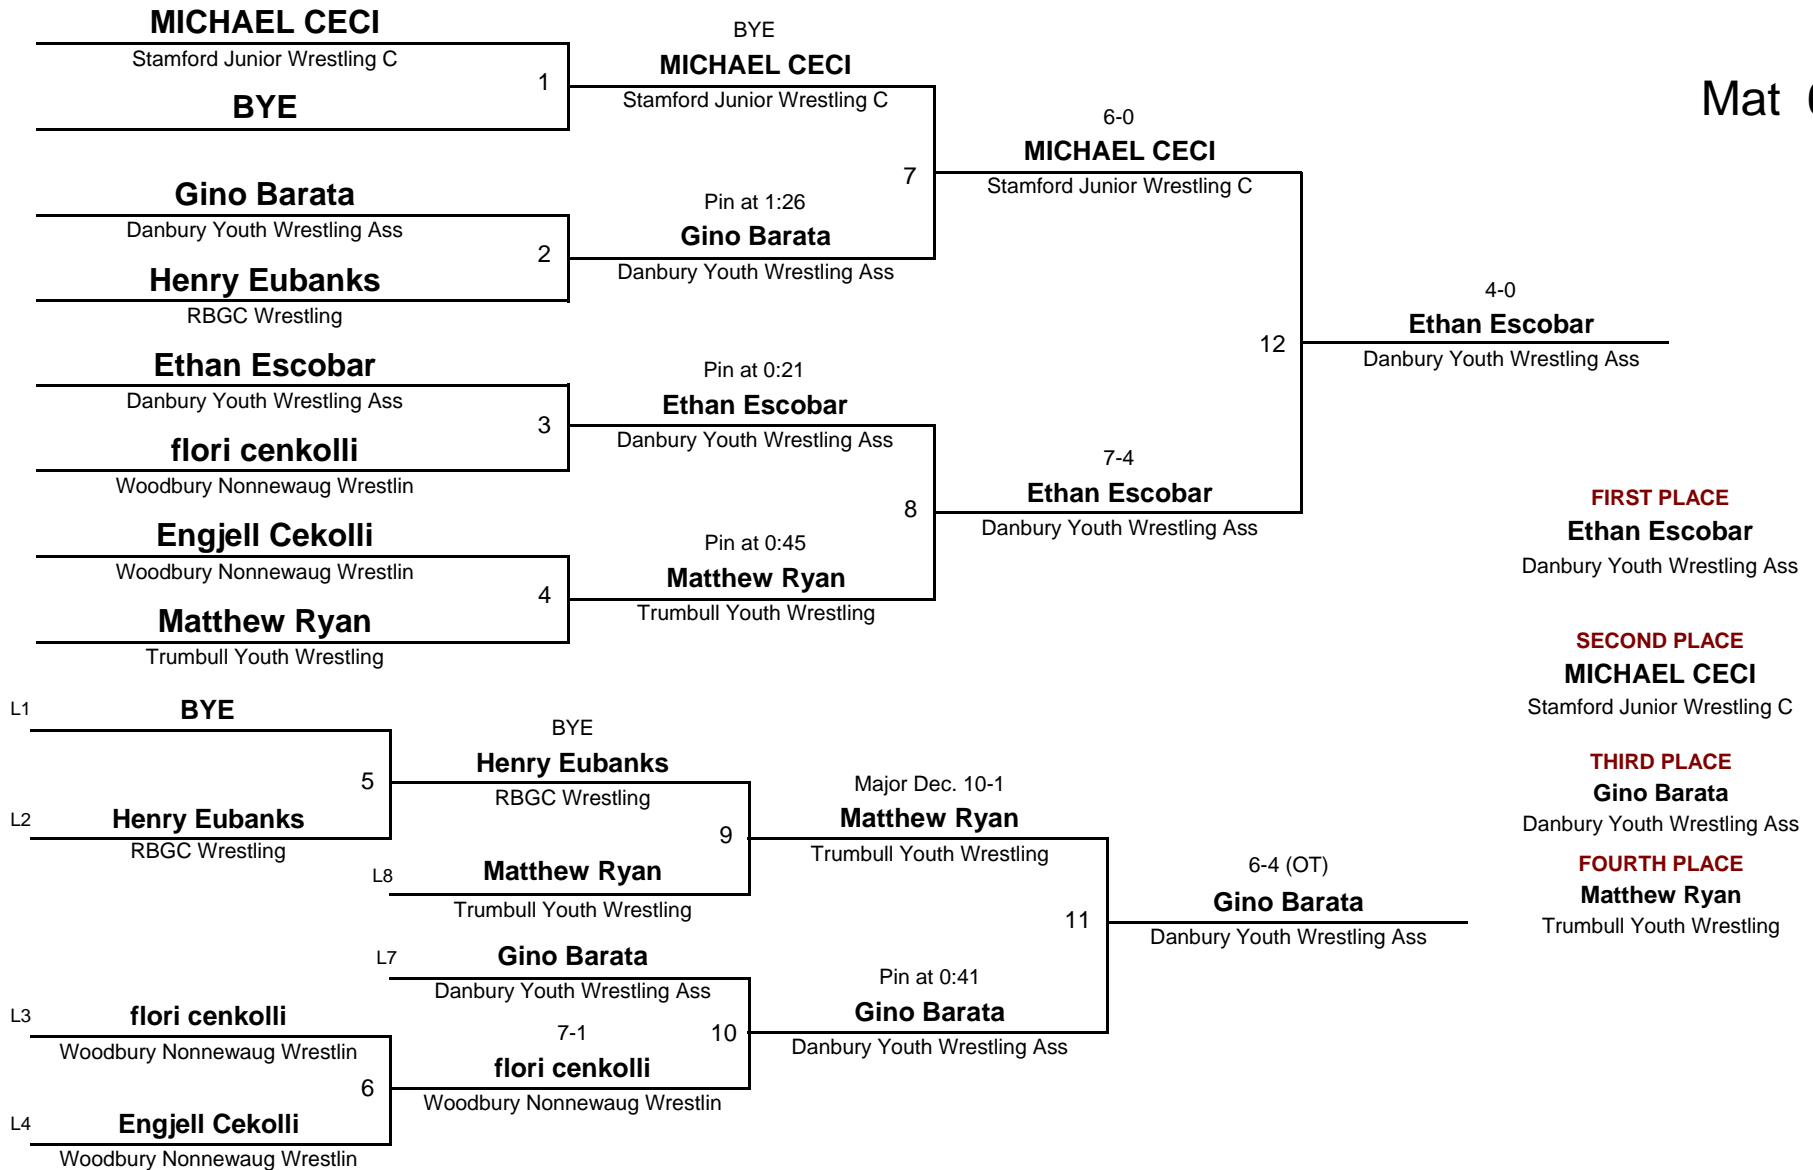 MICHAEL CECI
Stamford Junior Wrestling C
1
BYE
BYE
MICHAEL CECI
Stamford Junior Wrestling C
Mat 6
6-0
MICHAEL CECI
Stamford Junior Wrestling C
7
Gino Barata
Danbury Youth Wrestling Ass
2
Henry Eubanks
RBGC Wrestling
Pin at 1:26
Gino Barata
Danbury Youth Wrestling Ass
4-0
Ethan Escobar
Danbury Youth Wrestling Ass
12
Ethan Escobar
Danbury Youth Wrestling Ass
3
flori cenkolli
Woodbury Nonnewaug Wrestlin
Pin at 0:21
Ethan Escobar
Danbury Youth Wrestling Ass
7-4
Ethan Escobar
Danbury Youth Wrestling Ass
8
Engjell Cekolli
Woodbury Nonnewaug Wrestlin
4
Matthew Ryan
Trumbull Youth Wrestling
Pin at 0:45
Matthew Ryan
Trumbull Youth Wrestling
FIRST PLACE
Ethan Escobar
Danbury Youth Wrestling Ass
SECOND PLACE
MICHAEL CECI
Stamford Junior Wrestling C
THIRD PLACE
Gino Barata
Danbury Youth Wrestling Ass
FOURTH PLACE
Matthew Ryan
Trumbull Youth Wrestling
L1
BYE
5
L2
Henry Eubanks
RBGC Wrestling
BYE
Henry Eubanks
RBGC Wrestling
9
L8
Matthew Ryan
Trumbull Youth Wrestling
Major Dec. 10-1
Matthew Ryan
Trumbull Youth Wrestling
11
6-4 (OT)
Gino Barata
Danbury Youth Wrestling Ass
L7
Gino Barata
Danbury Youth Wrestling Ass
7-1
10
flori cenkolli
Woodbury Nonnewaug Wrestlin
Pin at 0:41
Gino Barata
Danbury Youth Wrestling Ass
L3
flori cenkolli
Woodbury Nonnewaug Wrestlin
6
L4
Engjell Cekolli
Woodbury Nonnewaug Wrestlin